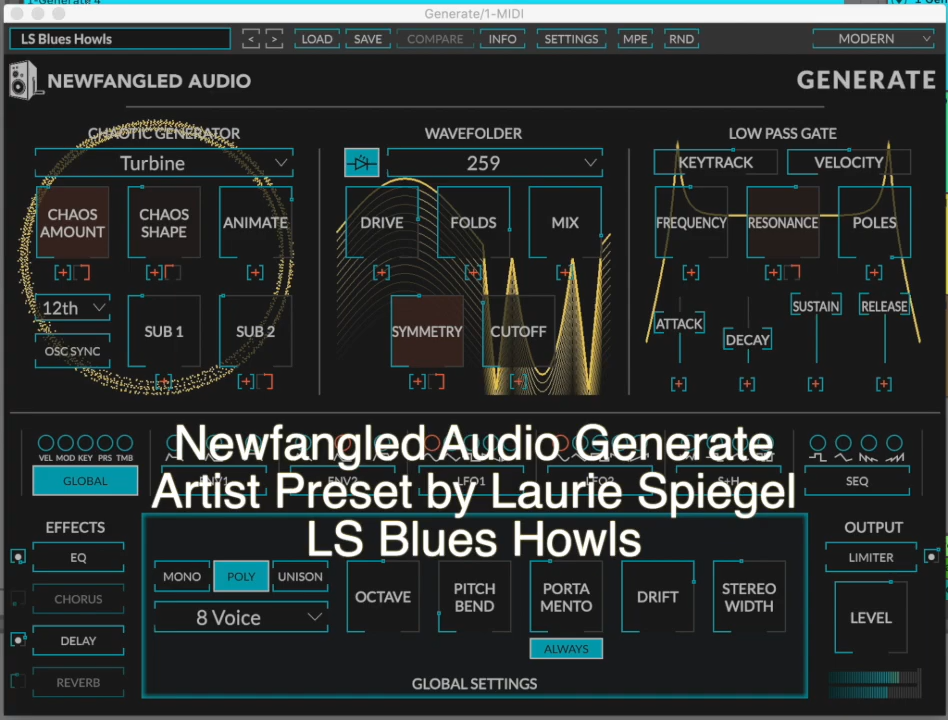 Generate/1-MIDI
LS Blues Howls
< > LOAD SAVE COMPARE INFO SETTINGS MPE RND MODERN
NEWFANGLED AUDIO
GENERATE
CHAOTIC GENERATOR
WAVEFOLDER
LOW PASS GATE
Turbine
259
KEYTRACK VELOCITY
CHAOS AMOUNT
CHAOS SHAPE
ANIMATE
DRIVE
FOLDS
MIX
FREQUENCY
RESONANCE
POLES
12th
OSC SYNC
SUB 1
SUB 2
SYMMETRY
CUTOFF
ATTACK
DECAY
SUSTAIN
RELEASE
VEL MOD KEY PRS TMB
GLOBAL
ENV1
ENV2
LFO1
LFO2
S+H
SEQ
Newfangled Audio Generate
Artist Preset by Laurie Spiegel
LS Blues Howls
EFFECTS
EQ
CHORUS
DELAY
REVERB
MONO POLY UNISON
8 Voice
OCTAVE
PITCH BEND
PORTA MENTO
ALWAYS
DRIFT
STEREO WIDTH
GLOBAL SETTINGS
OUTPUT
LIMITER
LEVEL